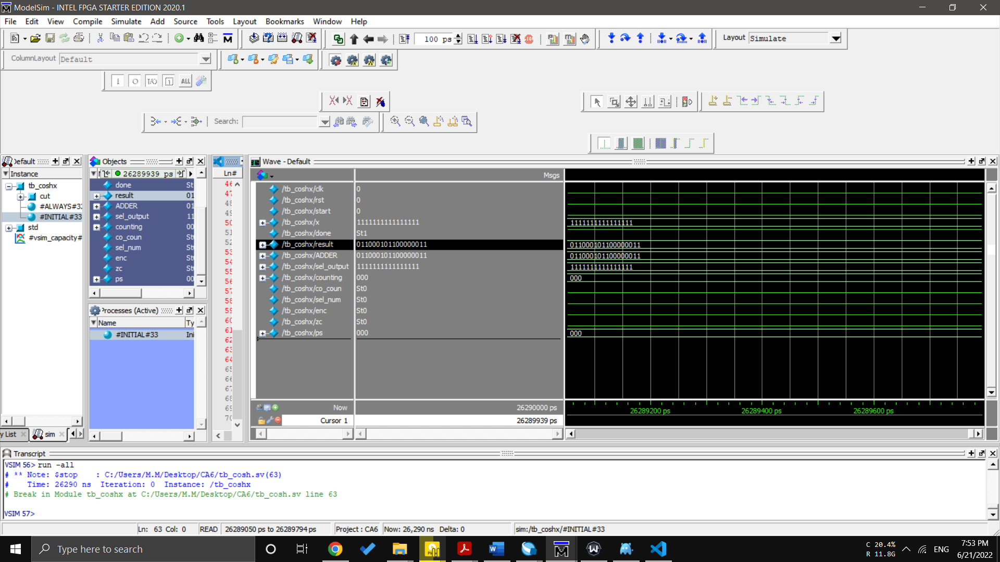 ModelSim - INTEL FPGA STARTER EDITION 2020.1
File Edit View Compile Simulate Add Source Tools Layout Bookmarks Window Help
100 ps
Layout Simulate
ColumnLayout Default
ALL
Search:
Default
Instance
tb_coshx
cut
#ALWAYS#32
#INITIAL#33
std
#vsim_capacity#
y List
sim
Objects
26289939 ps
done St
result 01
ADDER 01
sel_output 11
counting 00
co_coun St
sel_num St
enc St
zc St
ps 00
Processes (Active)
Name Ty
#INITIAL#33 Ini
Ln#
46
47
48
49
50
51
52
53
54
55
56
57
58
59
60
61
62
63
64
65
66
67
68
69
70
Wave - Default
Msgs
/tb_coshx/clk 0
/tb_coshx/rst 0
/tb_coshx/start 0
/tb_coshx/x 1111111111111111 1111111111111111
/tb_coshx/done St1
/tb_coshx/result 011000101100000011 011000101100000011
/tb_coshx/ADDER 011000101100000011 011000101100000011
/tb_coshx/sel_output 1111111111111111 1111111111111111
/tb_coshx/counting 000 000
/tb_coshx/co_coun St0
/tb_coshx/sel_num St0
/tb_coshx/enc St0
/tb_coshx/zc St0
/tb_coshx/ps 000 000
Now 26290000 ps
Cursor 1 26289939 ps
26289200 ps 26289400 ps 26289600 ps
Transcript
VSIM 56> run -all
# ** Note: $stop : C:/Users/M.M/Desktop/CA6/tb_cosh.sv(63)
# Time: 26290 ns Iteration: 0 Instance: /tb_coshx
# Break in Module tb_coshx at C:/Users/M.M/Desktop/CA6/tb_cosh.sv line 63
VSIM 57>
Ln: 63 Col: 0 READ 26289050 ps to 26289794 ps Project : CA6 Now: 26,290 ns Delta: 0 sim:/tb_coshx/#INITIAL#33
Type here to search
C 20.4%
R 11.8G
ENG
7:53 PM
6/21/2022